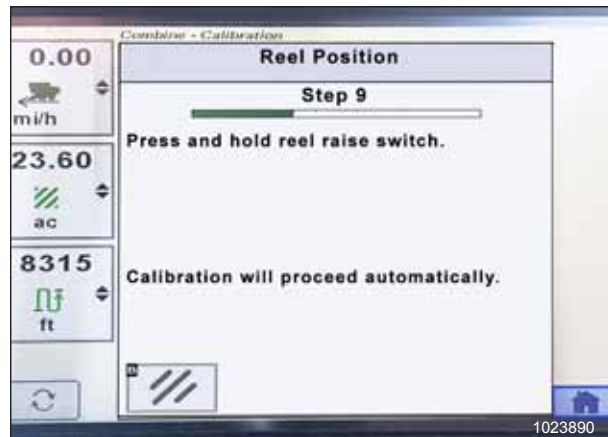 Combine - Calibration
Reel Position
Step 9
Press and hold reel raise switch.
Calibration will proceed automatically.
0.00
mi/h
23.60
ac
8315
ft
1023890